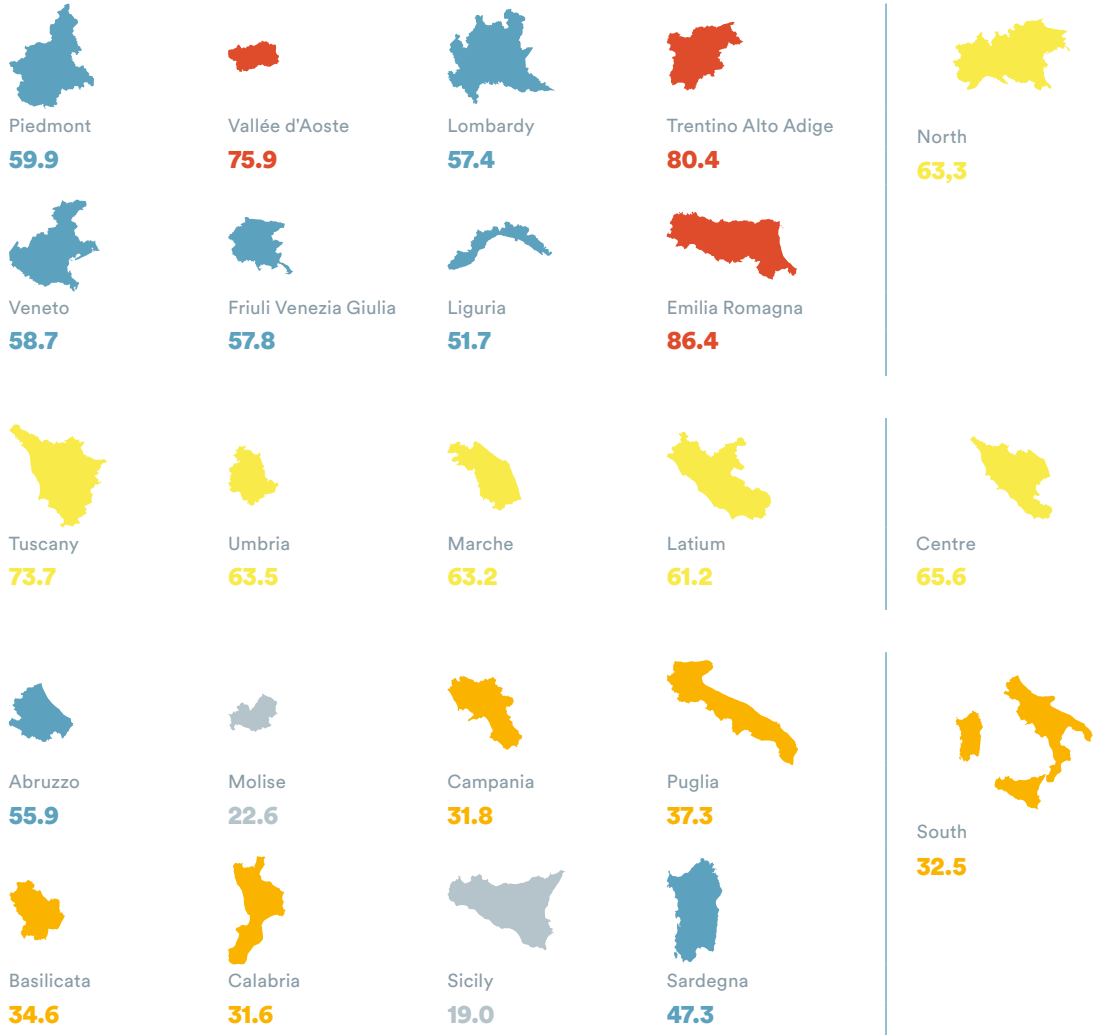 Piedmont
59.9
Vallée d'Aoste
75.9
Lombardy
57.4
Trentino Alto Adige
80.4
North
63,3
Veneto
58.7
Friuli Venezia Giulia
57.8
Liguria
51.7
Emilia Romagna
86.4
Tuscany
73.7
Umbria
63.5
Marche
63.2
Latium
61.2
Centre
65.6
Abruzzo
55.9
Molise
22.6
Campania
31.8
Puglia
37.3
South
32.5
Basilicata
34.6
Calabria
31.6
Sicily
19.0
Sardegna
47.3